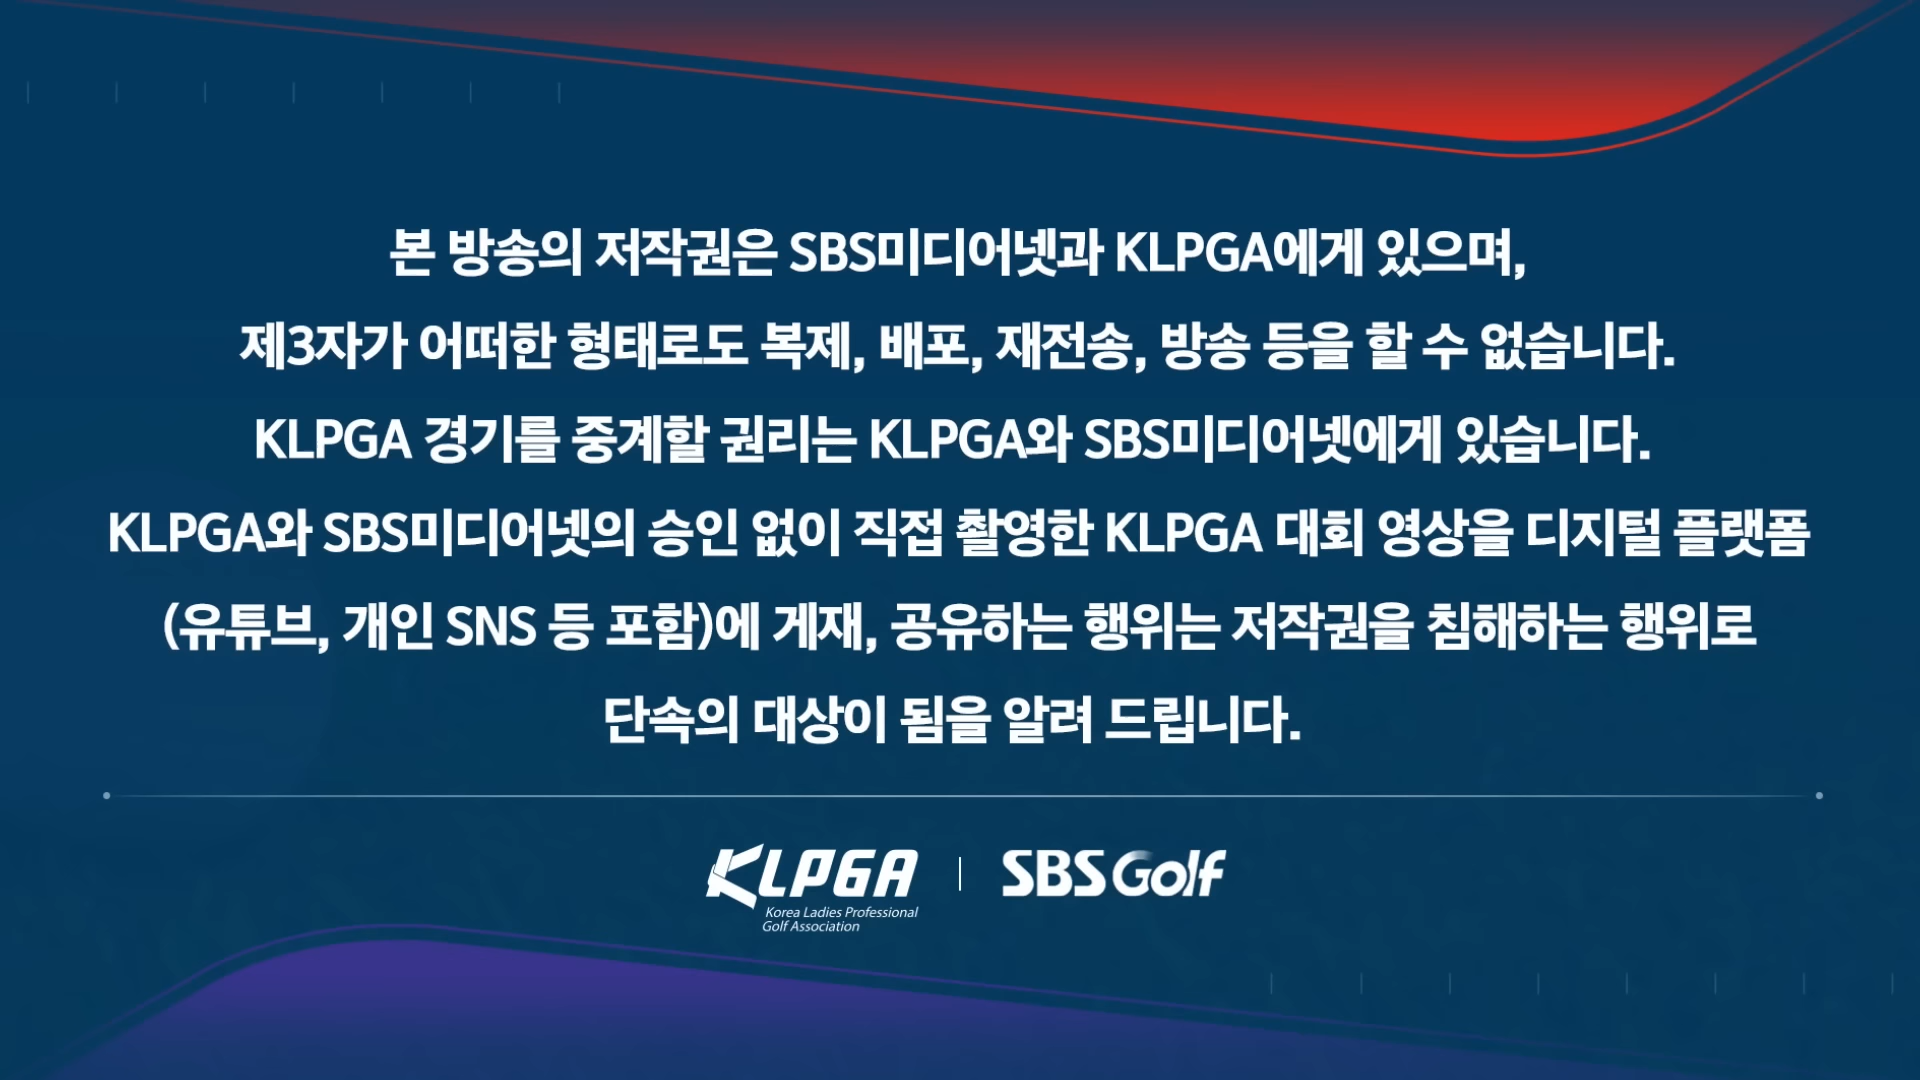 본 방송의 저작권은 SBS미디어넷과 KLPGA에게 있으며,
제3자가 어떠한 형태로도 복제, 배포, 재전송, 방송 등을 할 수 없습니다.
KLPGA 경기를 중계할 권리는 KLPGA와 SBS미디어넷에게 있습니다.
KLPGA와 SBS미디어넷의 승인 없이 직접 촬영한 KLPGA 대회 영상을 디지털 플랫폼
(유튜브, 개인 SNS 등 포함)에 게재, 공유하는 행위는 저작권을 침해하는 행위로
단속의 대상이 됨을 알려 드립니다.
KLPGA
Korea Ladies Professional
Golf Association
SBS Golf